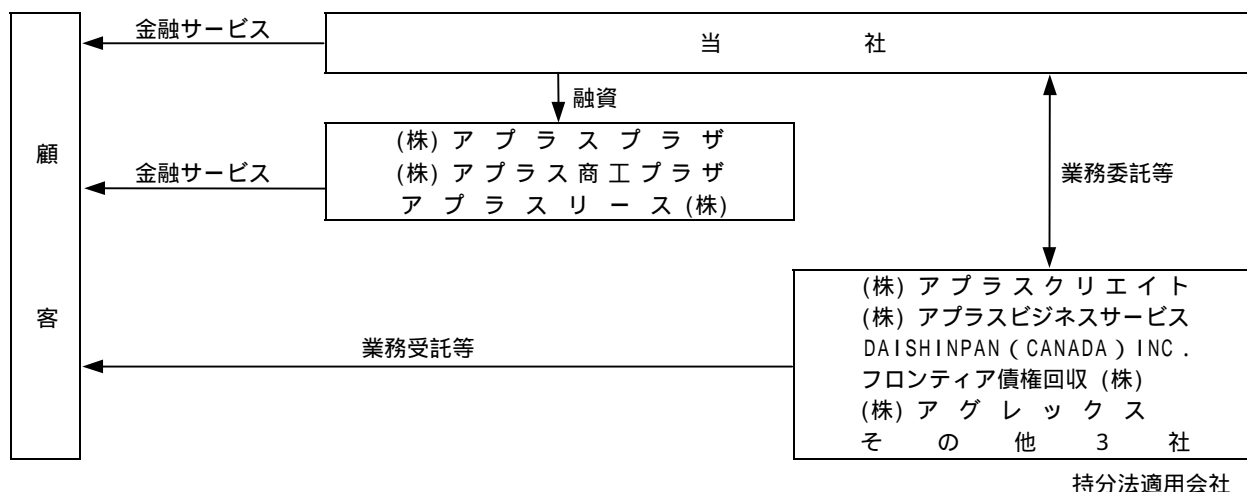 金融サービス
当社
融資
顧客
(株)アプラスプラザ
(株)アプラス商工プラザ
アプラスリース(株)
金融サービス
業務委託等
(株)アプラスクリエイト
(株)アプラスビジネスサービス
DAISHINPAN(CANADA)INC.
フロンティア債権回収(株)
(株)アグレックス
その他3社
業務受託等
持分法適用会社